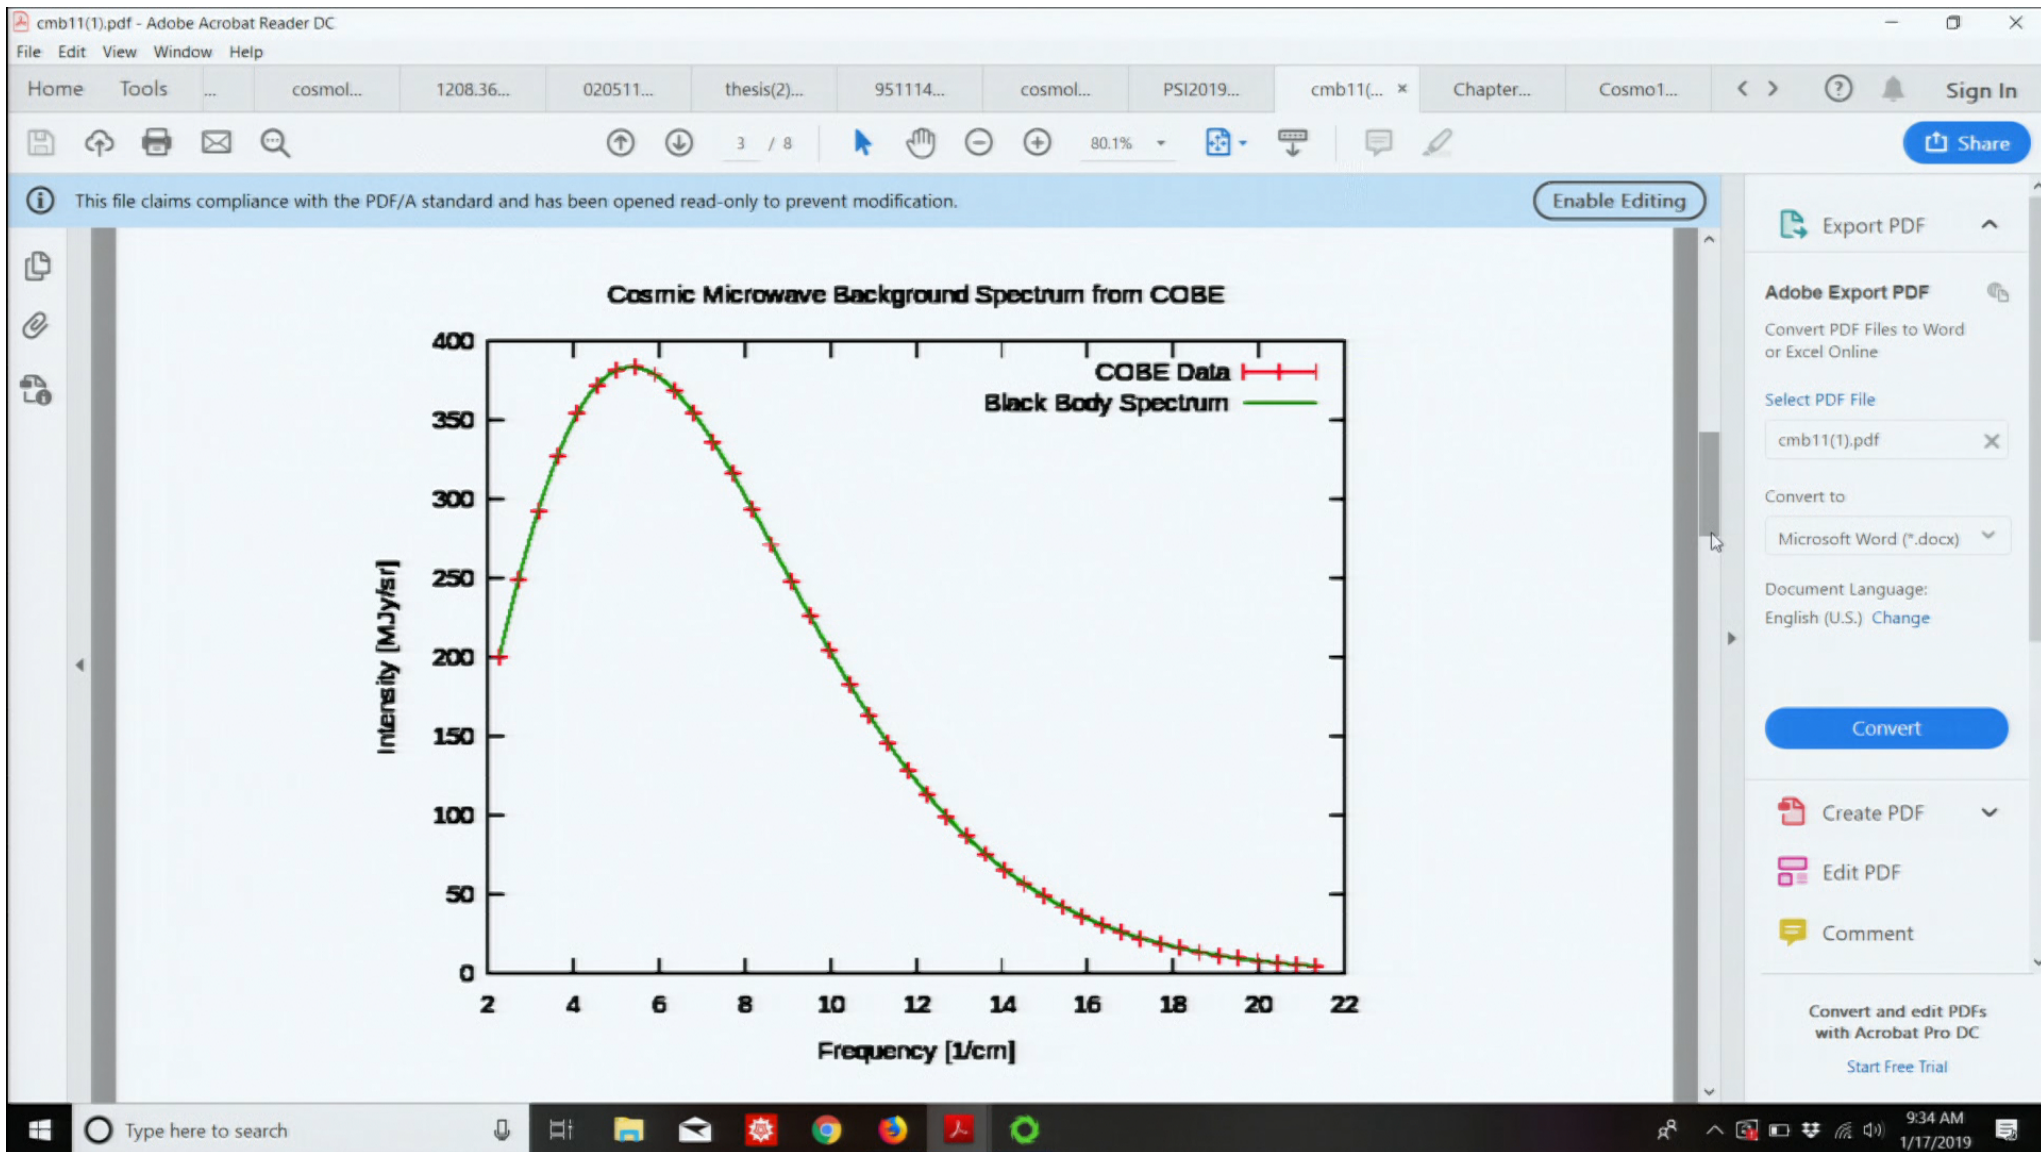 cmb11(1).pdf - Adobe Acrobat Reader DC
File Edit View Window Help
Home Tools ... cosmol... 1208.36... 020511... thesis(2)... 951114... cosmol... PSI2019... cmb11(... × Chapter... Cosmo1... Sign In
3 / 8 80.1% Share
This file claims compliance with the PDF/A standard and has been opened read-only to prevent modification.
Enable Editing
Cosmic Microwave Background Spectrum from COBE
COBE Data
Black Body Spectrum
Intensity [MJy/sr]
400
350
300
250
200
150
100
50
0
2 4 6 8 10 12 14 16 18 20 22
Frequency [1/cm]
Export PDF
Adobe Export PDF
Convert PDF Files to Word
or Excel Online
Select PDF File
cmb11(1).pdf
Convert to
Microsoft Word (*.docx)
Document Language:
English (U.S.) Change
Convert
Create PDF
Edit PDF
Comment
Convert and edit PDFs
with Acrobat Pro DC
Start Free Trial
Type here to search
9:34 AM
1/17/2019